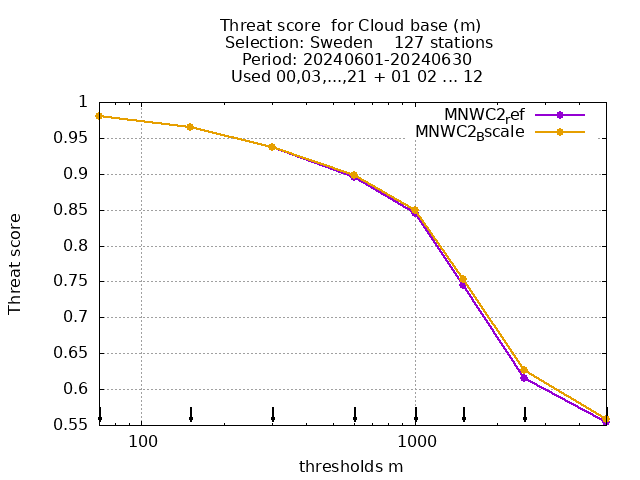 Threat score  for Cloud base (m)
Selection: Sweden    127 stations
Period: 20240601-20240630
Used 00,03,...,21 + 01 02 ... 12
MNWC2ref
MNWC2Bscale
1
0.95
0.9
0.85
0.8
0.75
0.7
0.65
0.6
0.55
Threat score
100
1000
thresholds m